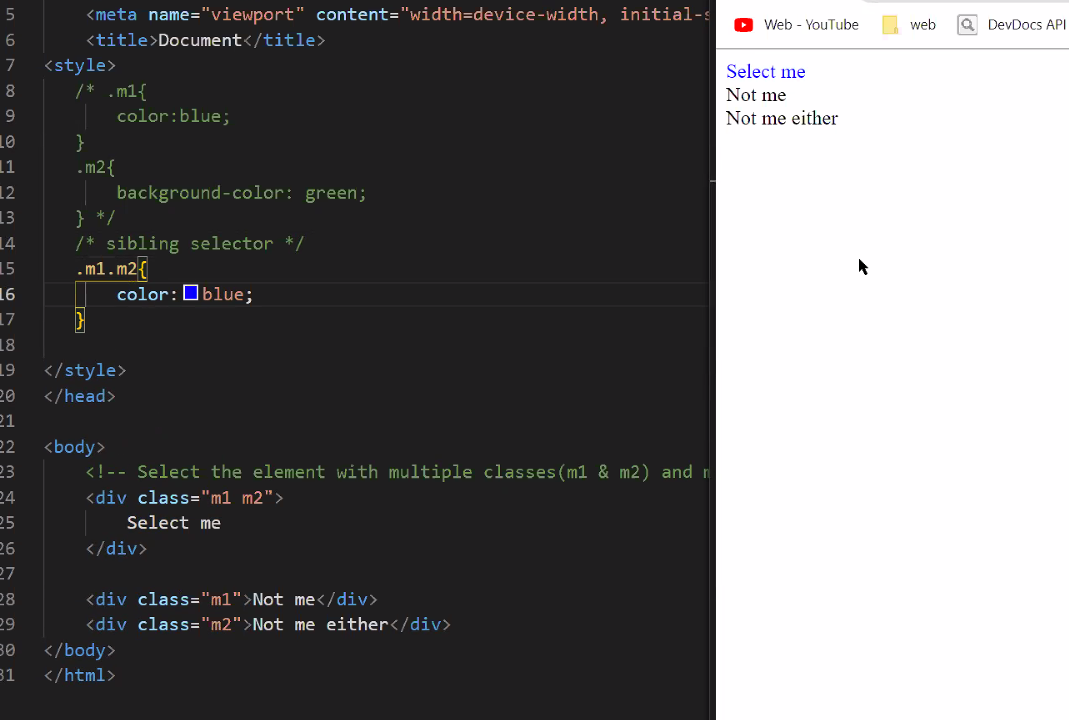 5 <meta name="viewport" content="width=device-width, initial-s
6 <title>Document</title>
7 <style>
8 /* .m1{
9 color:blue;
10 }
11 .m2{
12 background-color: green;
13 } */
14 /* sibling selector */
15 .m1.m2{
16 color: blue;
17 }
18
19 </style>
20 </head>
21
22 <body>
23 <!-- Select the element with multiple classes(m1 & m2) and m
24 <div class="m1 m2">
25 Select me
26 </div>
27
28 <div class="m1">Not me</div>
29 <div class="m2">Not me either</div>
30 </body>
31 </html>
Web - YouTube web DevDocs API
Select me
Not me
Not me either